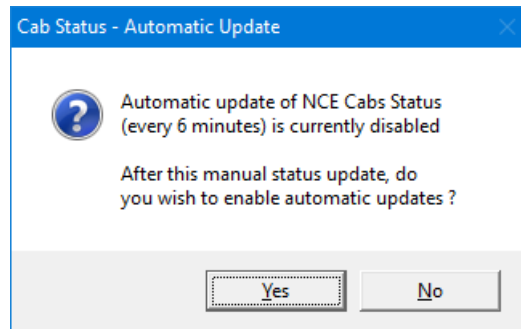 Cab Status - Automatic Update
Automatic update of NCE Cabs Status
(every 6 minutes) is currently disabled
After this manual status update, do
you wish to enable automatic updates ?
Yes
No